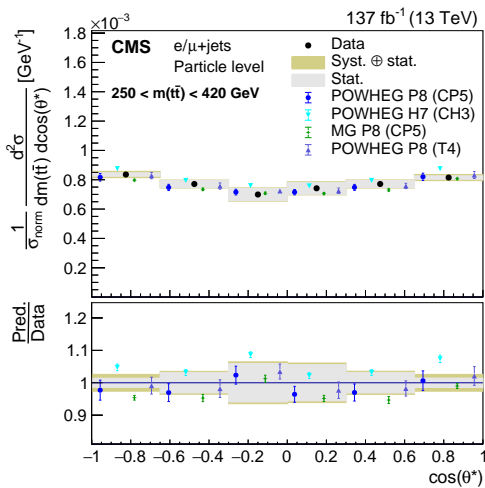 ×10⁻³
137 fb⁻¹ (13 TeV)
CMS e/μ+jets
Particle level
250 < m(tt̄) < 420 GeV
Data
Syst. ⊕ stat.
Stat.
POWHEG P8 (CP5)
POWHEG H7 (CH3)
MG P8 (CP5)
POWHEG P8 (T4)
1/σnorm d²σ/dm(tt̄) dcos(θ*) [GeV⁻¹]
1.8
1.6
1.4
1.2
1
0.8
0.6
0.4
0.2
Pred./Data
1.2
1.1
1
0.9
−1 −0.8 −0.6 −0.4 −0.2 0 0.2 0.4 0.6 0.8 1
cos(θ*)